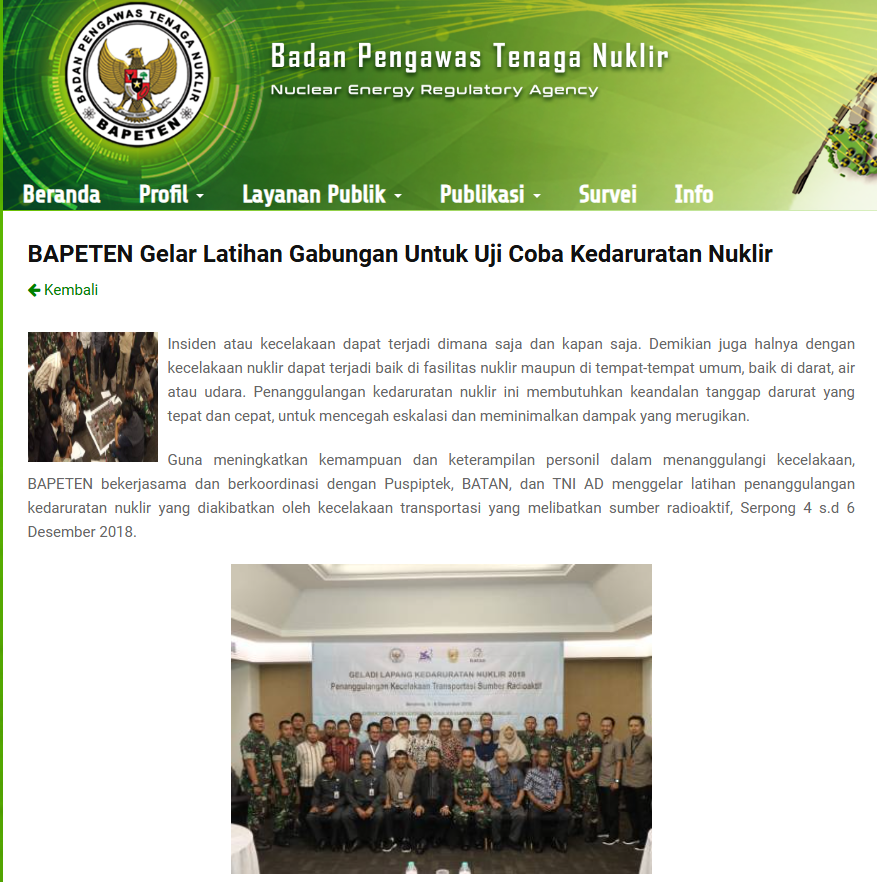 BADAN PENGAWAS TENAGA NUKLIR
BAPETEN
Badan Pengawas Tenaga Nuklir
Nuclear Energy Regulatory Agency
Beranda Profil Layanan Publik Publikasi Survei Info
BAPETEN Gelar Latihan Gabungan Untuk Uji Coba Kedaruratan Nuklir
Kembali
Insiden atau kecelakaan dapat terjadi dimana saja dan kapan saja. Demikian juga halnya dengan
kecelakaan nuklir dapat terjadi baik di fasilitas nuklir maupun di tempat-tempat umum, baik di darat, air
atau udara. Penanggulangan kedaruratan nuklir ini membutuhkan keandalan tanggap darurat yang
tepat dan cepat, untuk mencegah eskalasi dan meminimalkan dampak yang merugikan.
Guna meningkatkan kemampuan dan keterampilan personil dalam menanggulangi kecelakaan,
BAPETEN bekerjasama dan berkoordinasi dengan Puspiptek, BATAN, dan TNI AD menggelar latihan penanggulangan
kedaruratan nuklir yang diakibatkan oleh kecelakaan transportasi yang melibatkan sumber radioaktif, Serpong 4 s.d 6
Desember 2018.
batan
GELADI LAPANG KEDARURATAN NUKLIR 2018
Penanggulangan Kecelakaan Transportasi Sumber Radioaktif